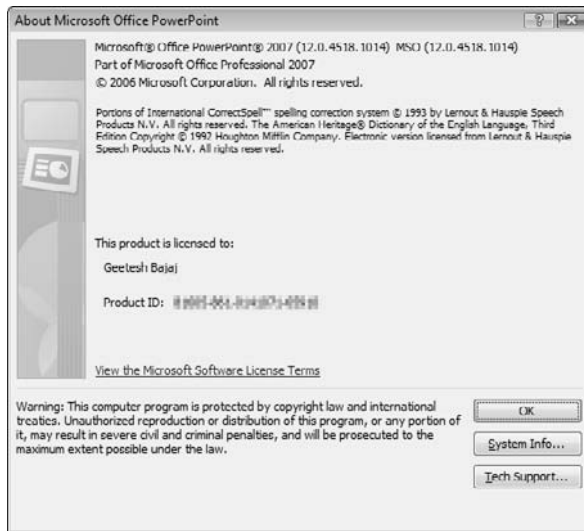 About Microsoft Office PowerPoint
Microsoft® Office PowerPoint® 2007 (12.0.4518.1014) MSO (12.0.4518.1014)
Part of Microsoft Office Professional 2007
© 2006 Microsoft Corporation. All rights reserved.
Portions of International CorrectSpell™ spelling correction system © 1993 by Lernout & Hauspie Speech
Products N.V. All rights reserved. The American Heritage® Dictionary of the English Language, Third
Edition Copyright © 1992 Houghton Mifflin Company. Electronic version licensed from Lernout & Hauspie
Speech Products N.V. All rights reserved.
This product is licensed to:
Geetesh Bajaj
Product ID:
View the Microsoft Software License Terms
Warning: This computer program is protected by copyright law and international
treaties. Unauthorized reproduction or distribution of this program, or any portion of
it, may result in severe civil and criminal penalties, and will be prosecuted to the
maximum extent possible under the law.
OK
System Info...
Tech Support...